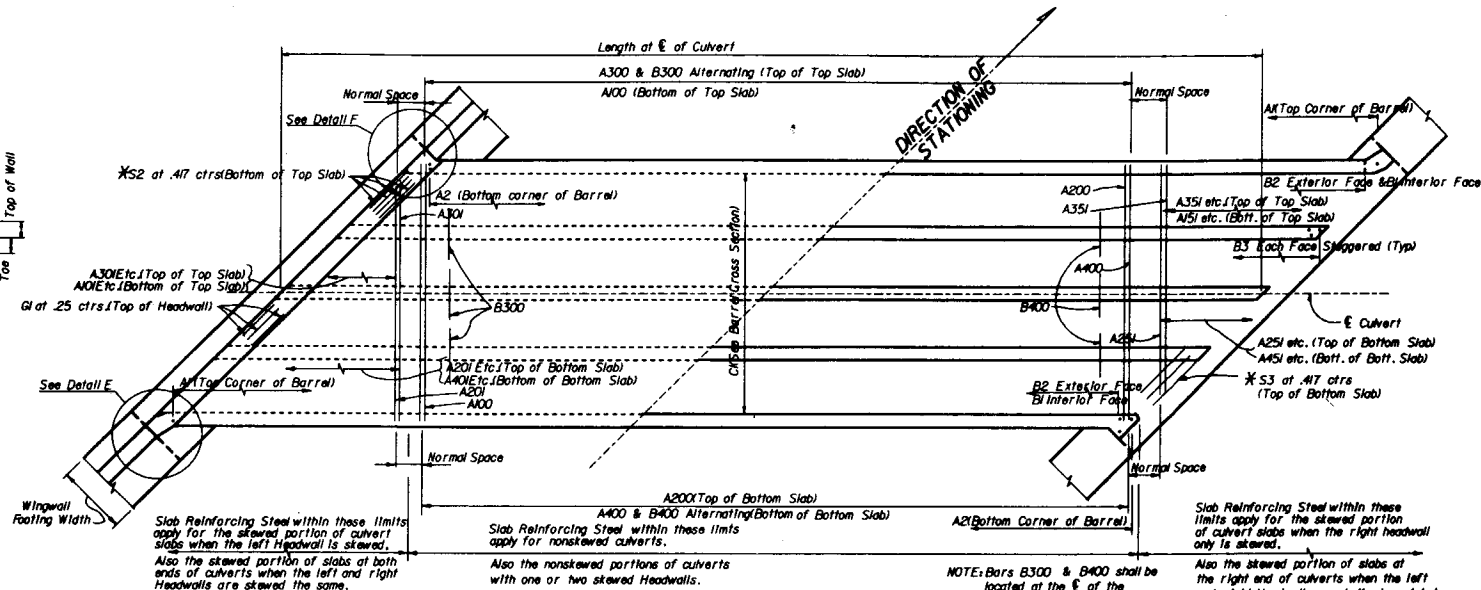 Length at ℄ of Culvert
A300 & B300 Alternating (Top of Top Slab)
A100 (Bottom of Top Slab)
Normal Space
Normal Space
DIRECTION OF
STATIONING
See Detail F
A1(Top Corner of Barrel)
Top of Wall
Toe
*S2 at .417 ctrs(Bottom of Top Slab)
A2 (Bottom corner of Barrel)
A301
A200
A351
B2 Exterior Face & B1 Interior Face
A351 etc.(Top of Top Slab)
A151 etc.(Bott. of Top Slab)
B3 Each Face Staggered (Typ)
C1(See Barrel Cross Section)
A301Etc.(Top of Top Slab)
A101Etc.(Bottom of Top Slab)
A400
G1 at .25 ctrs.(Top of Headwall)
B300
B400
℄ Culvert
A251
A251 etc. (Top of Bottom Slab)
A451 etc. (Bott. of Bott. Slab)
See Detail E
A1(Top Corner of Barrel)
A201 Etc.(Top of Bottom Slab)
A401Etc.(Bottom of Bottom Slab)
A201
A100
B2 Exterior Face
B1 Interior Face
*S3 at .417 ctrs
(Top of Bottom Slab)
Normal Space
Normal Space
Wingwall
Footing Width
A200(Top of Bottom Slab)
A400 & B400 Alternating(Bottom of Bottom Slab)
A2(Bottom Corner of Barrel)
Slab Reinforcing Steel within these limits
apply for the skewed portion of culvert
slabs when the left Headwall is skewed.
Also the skewed portion of slabs at both
ends of culverts when the left and right
Headwalls are skewed the same.
Slab Reinforcing Steel within these limits
apply for nonskewed culverts.
Also the nonskewed portions of culverts
with one or two skewed Headwalls.
NOTE: Bars B300 & B400 shall be
located at the ℄ of the
Slab Reinforcing Steel within these
limits apply for the skewed portion
of culvert slabs when the right headwall
only is skewed.
Also the skewed portion of slabs at
the right end of culverts when the left